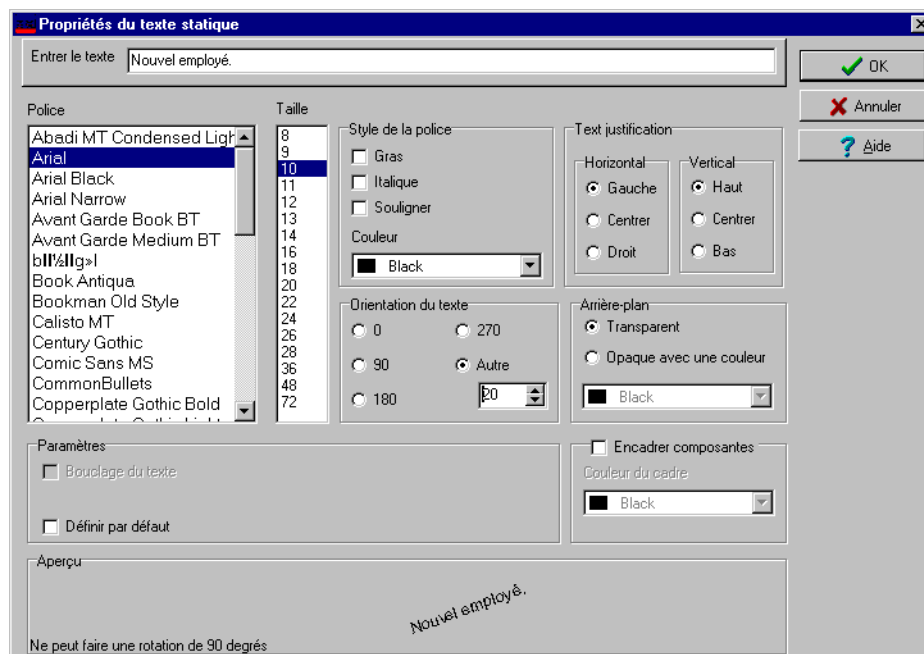 Propriétés du texte statique
Entrer le texte
Nouvel employé.
OK
Annuler
Aide
Police
Abadi MT Condensed Ligh
Arial
Arial Black
Arial Narrow
Avant Garde Book BT
Avant Garde Medium BT
Book Antiqua
Bookman Old Style
Calisto MT
Century Gothic
Comic Sans MS
CommonBullets
Copperplate Gothic Bold
Taille
8
9
10
11
12
13
14
16
18
20
22
24
26
28
36
48
72
Style de la police
Gras
Italique
Souligner
Couleur
Black
Text justification
Horizontal
Gauche
Centrer
Droit
Vertical
Haut
Centrer
Bas
Orientation du texte
0
90
180
270
Autre
20
Arrière-plan
Transparent
Opaque avec une couleur
Black
Paramètres
Bouclage du texte
Définir par défaut
Encadrer composantes
Couleur du cadre
Black
Aperçu
Nouvel employé.
Ne peut faire une rotation de 90 degrés